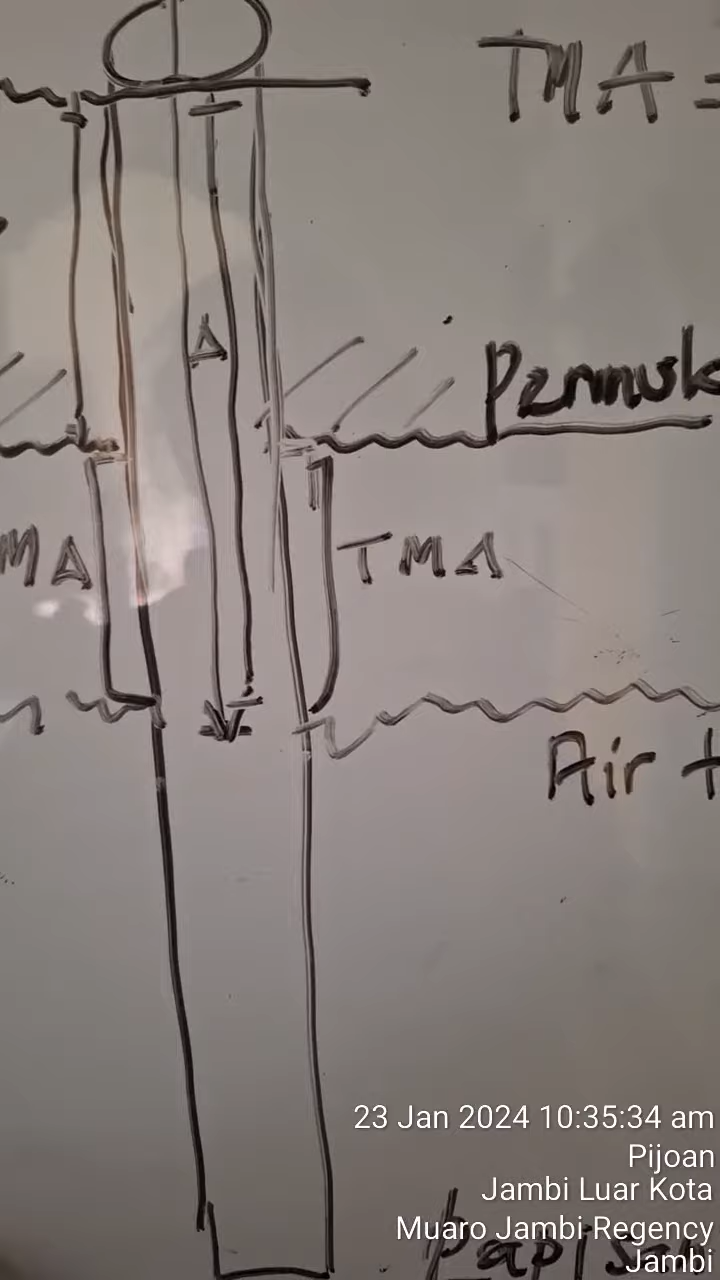 TMA =
A
Permuk
MA
TMA
Air t
23 Jan 2024 10:35:34 am
Pijoan
Jambi Luar Kota
Muaro Jambi Regency
Jambi